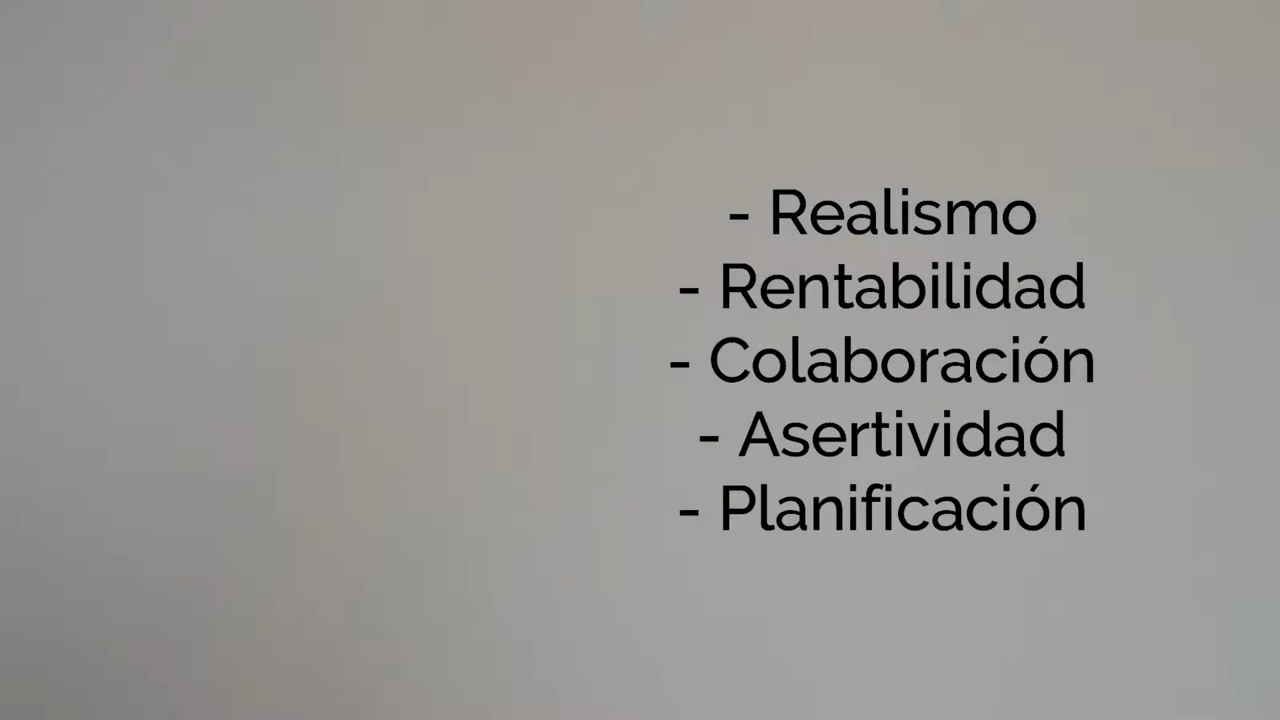 - Realismo
- Rentabilidad
- Colaboración
- Asertividad
- Planificación